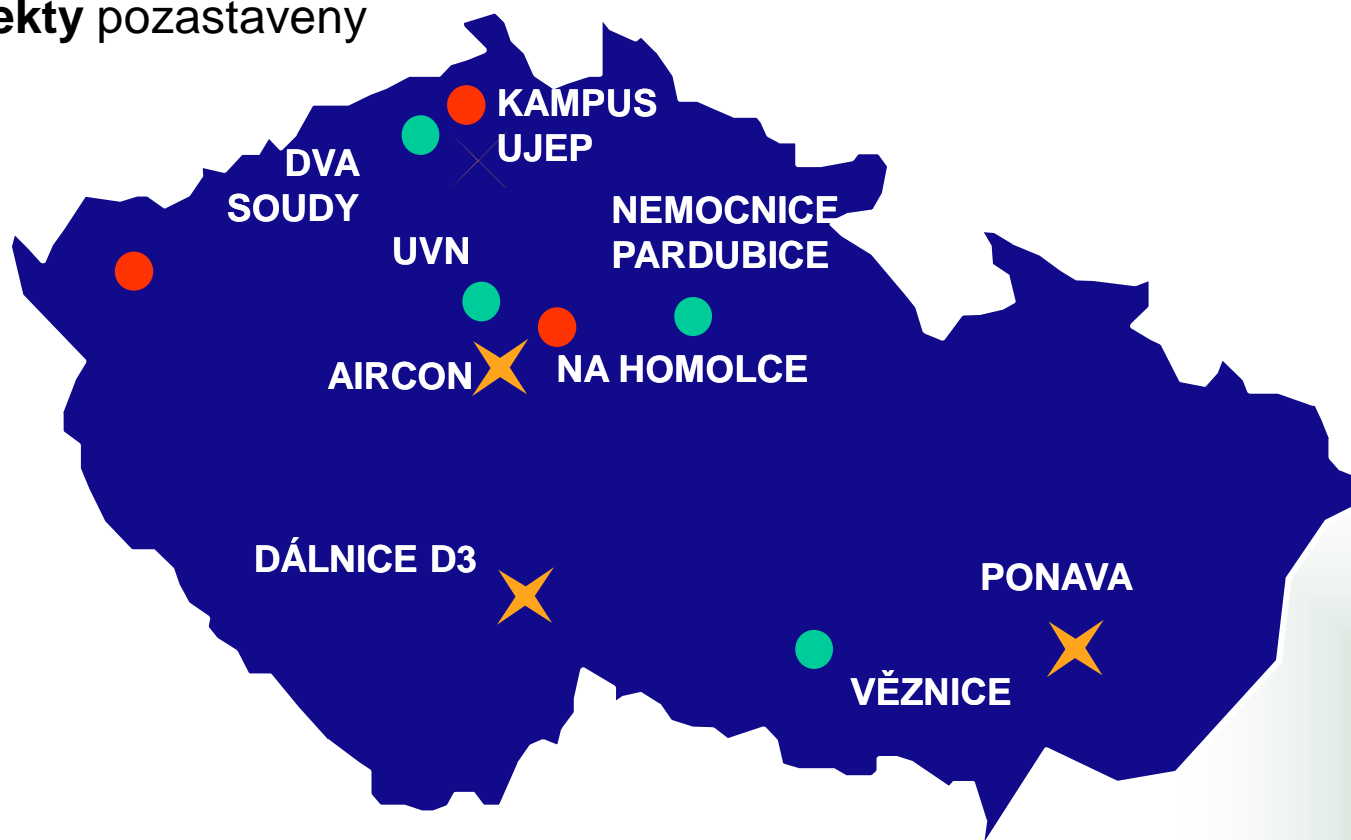 ekty pozastaveny
KAMPUS
UJEP
DVA
SOUDY
NEMOCNICE
PARDUBICE
UVN
AIRCON
NA HOMOLCE
DÁLNICE D3
PONAVA
VĚZNICE